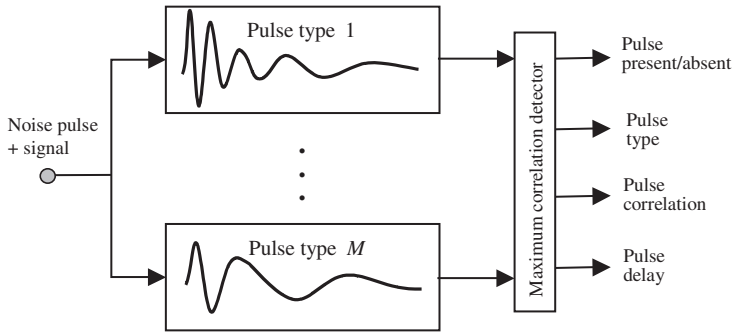 Noise pulse
+ signal
Pulse type 1
Pulse type M
Maximum correlation detector
Pulse
present/absent
Pulse
type
Pulse
correlation
Pulse
delay